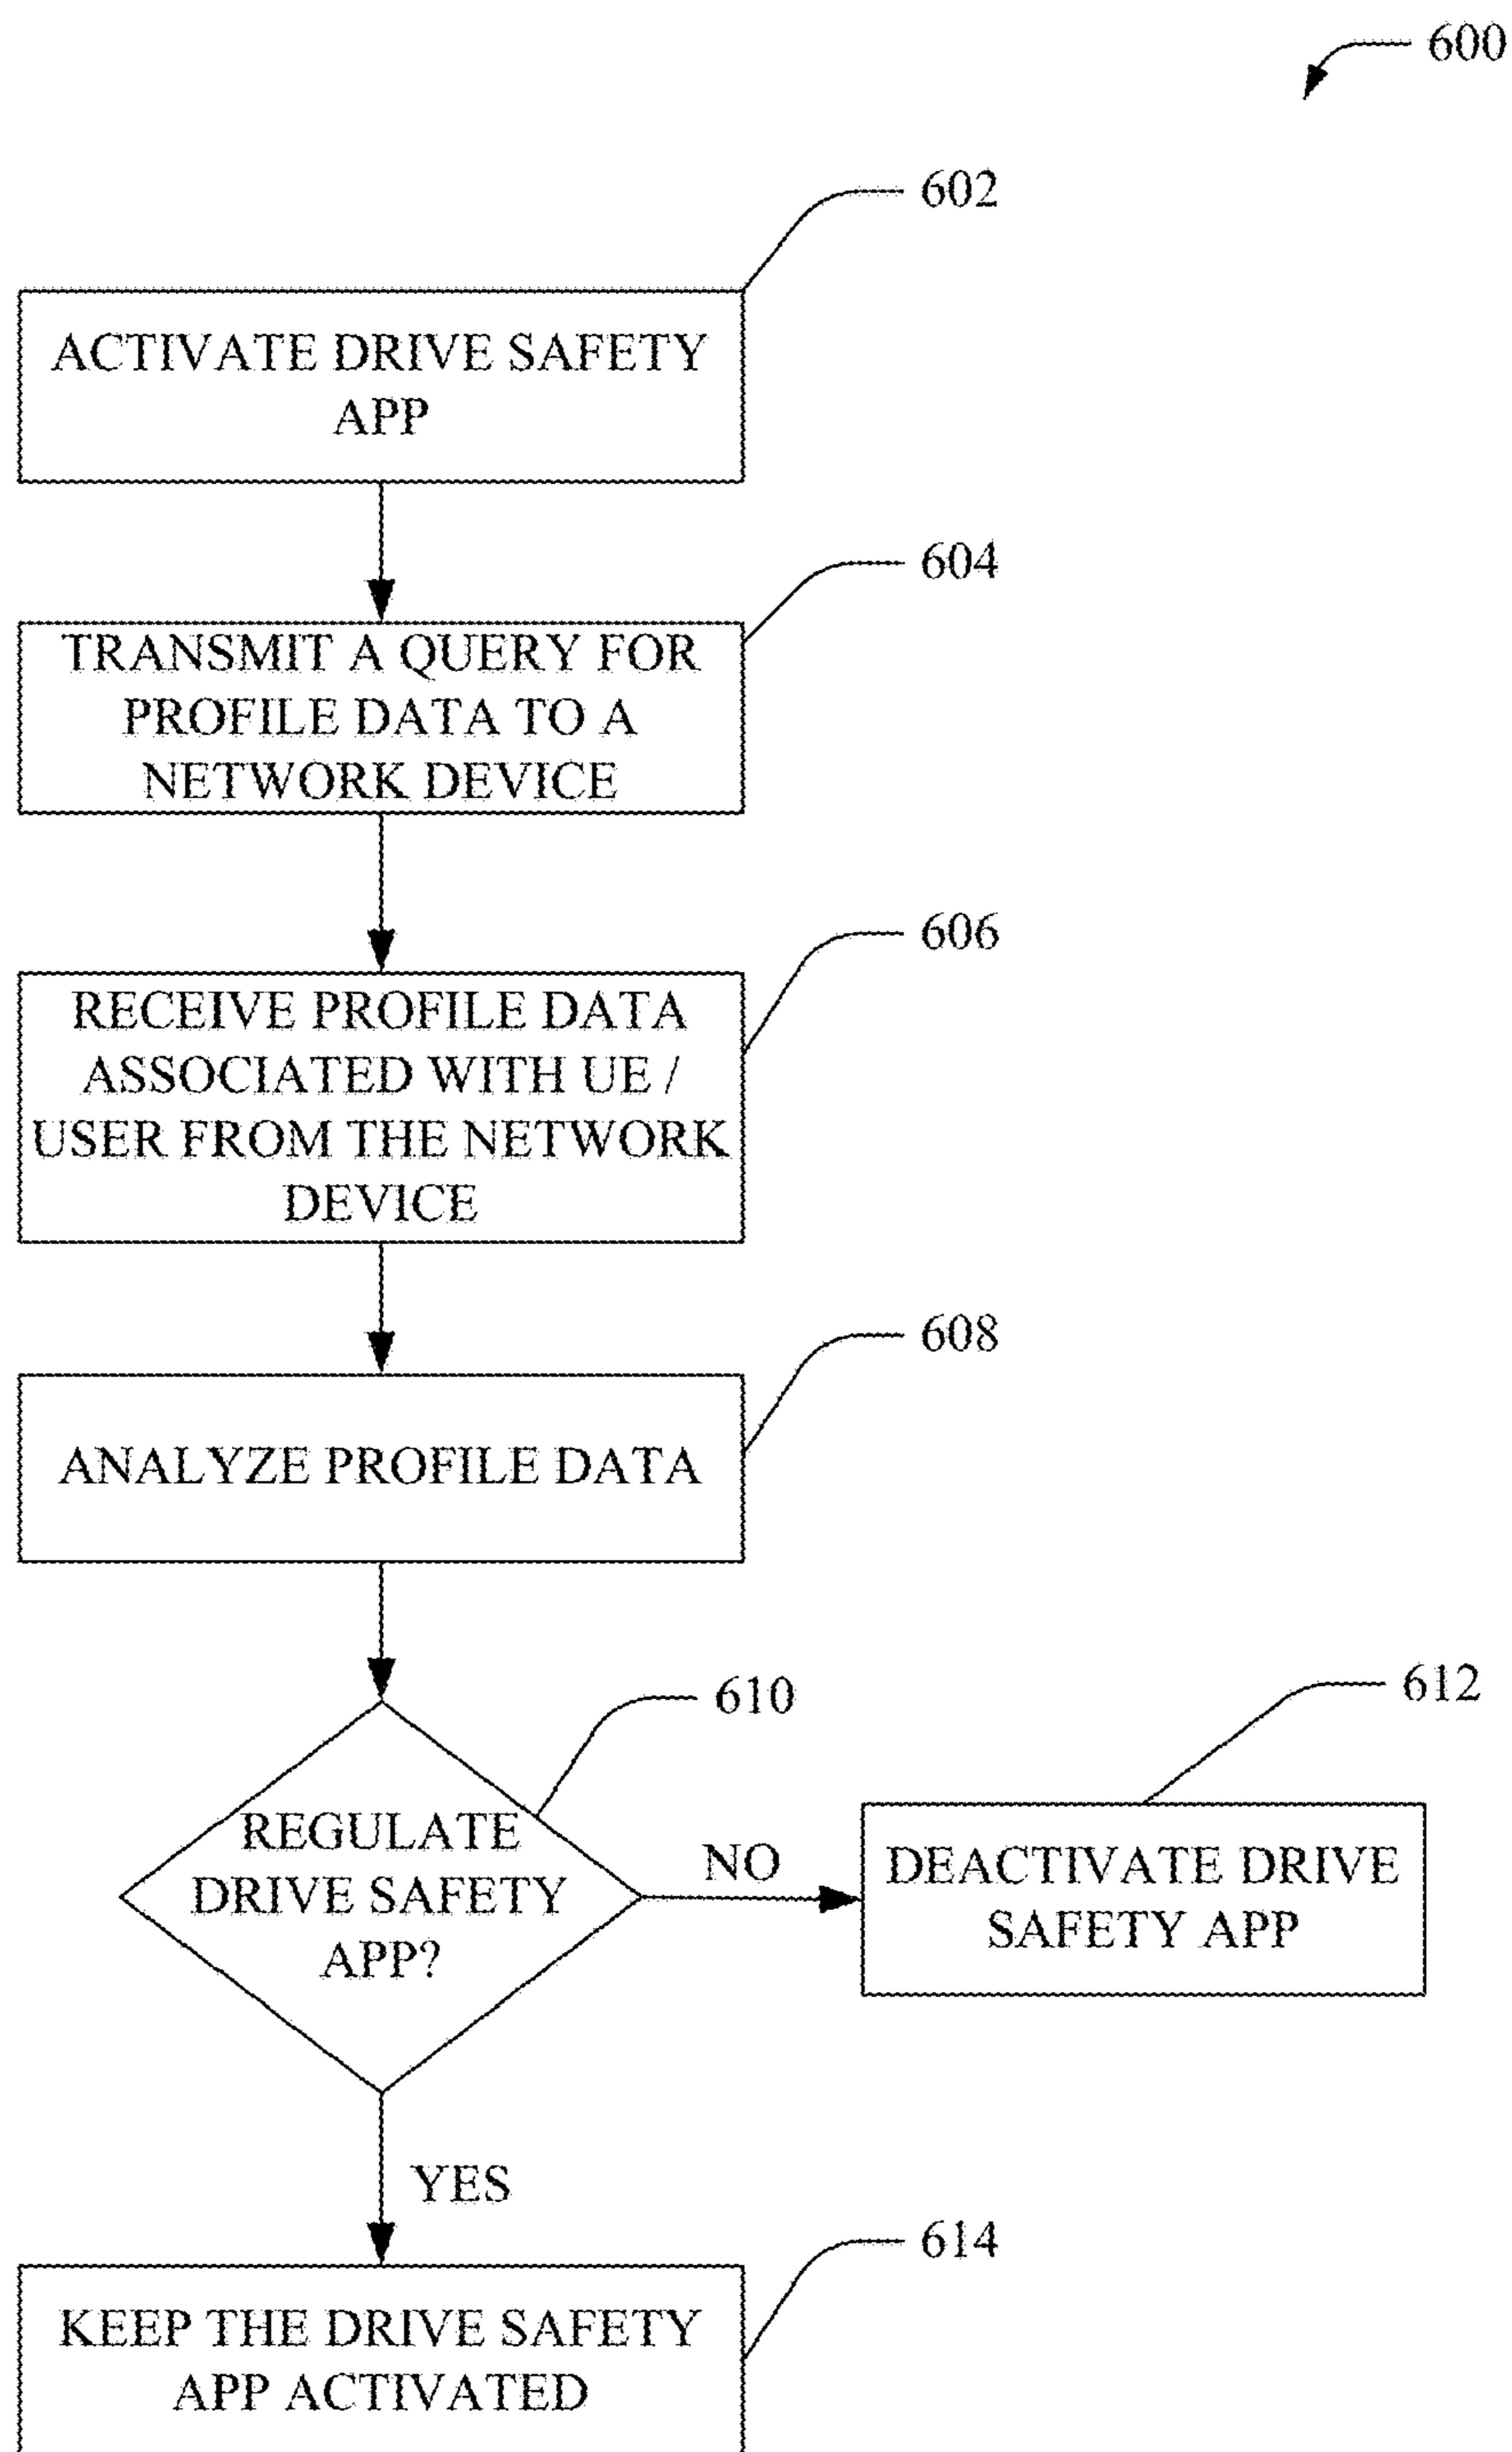 600
602
ACTIVATE DRIVE SAFETY
APP
604
TRANSMIT A QUERY FOR
PROFILE DATA TO A
NETWORK DEVICE
606
RECEIVE PROFILE DATA
ASSOCIATED WITH UE /
USER FROM THE NETWORK
DEVICE
608
ANALYZE PROFILE DATA
610
REGULATE
DRIVE SAFETY
APP?
NO
612
DEACTIVATE DRIVE
SAFETY APP
YES
614
KEEP THE DRIVE SAFETY
APP ACTIVATED